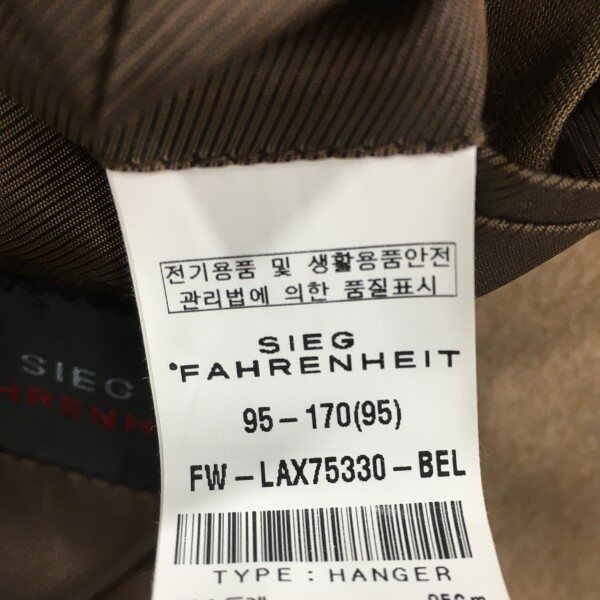 전기용품 및 생활용품안전
관리법에 의한 품질표시
SIEG
°FAHRENHEIT
95-170(95)
FW-LAX75330-BEL
TYPE : HANGER
SIEG